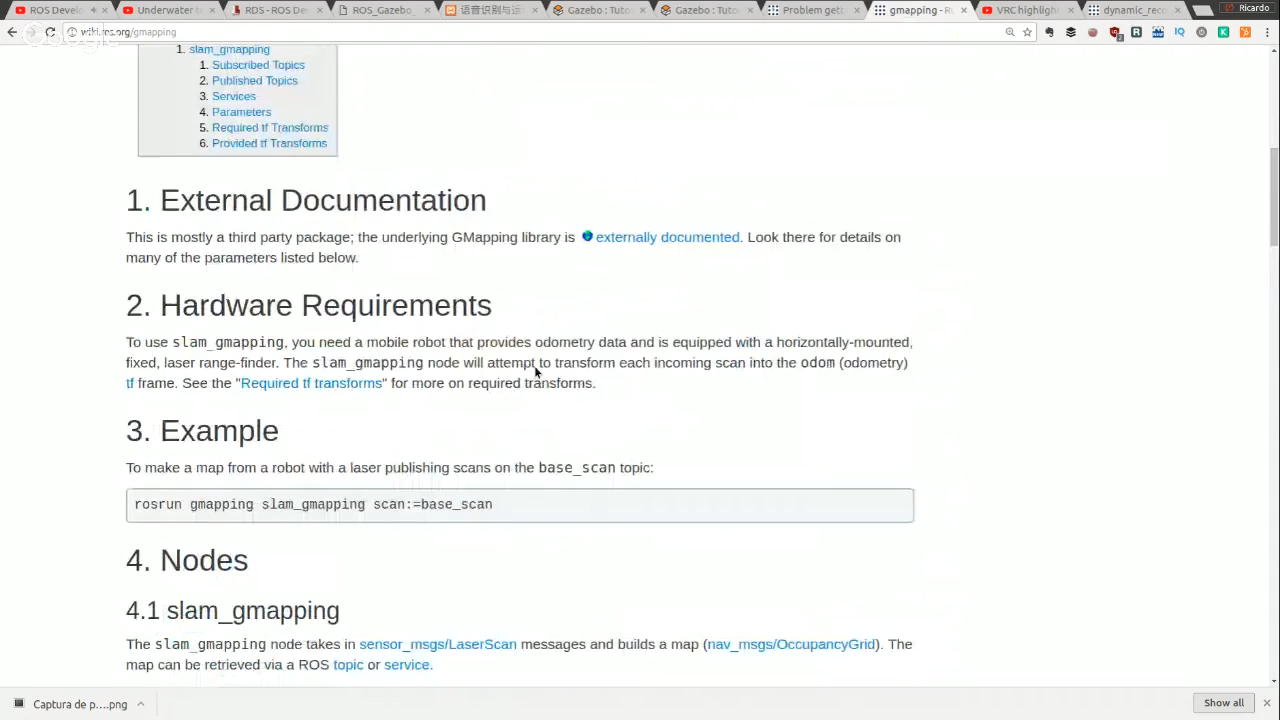 ROS Develo
Underwater t
RDS - ROS De
ROS_Gazebo_
语音识别与运
Gazebo : Tuto
Gazebo : Tuto
Problem gett
gmapping - R
VRC highligh
dynamic_reco
Ricardo
wiki.ros.org/gmapping
1. slam_gmapping
1. Subscribed Topics
2. Published Topics
3. Services
4. Parameters
5. Required tf Transforms
6. Provided tf Transforms
1. External Documentation
This is mostly a third party package; the underlying GMapping library is externally documented. Look there for details on
many of the parameters listed below.
2. Hardware Requirements
To use slam_gmapping, you need a mobile robot that provides odometry data and is equipped with a horizontally-mounted,
fixed, laser range-finder. The slam_gmapping node will attempt to transform each incoming scan into the odom (odometry)
tf frame. See the "Required tf transforms" for more on required transforms.
3. Example
To make a map from a robot with a laser publishing scans on the base_scan topic:
rosrun gmapping slam_gmapping scan:=base_scan
4. Nodes
4.1 slam_gmapping
The slam_gmapping node takes in sensor_msgs/LaserScan messages and builds a map (nav_msgs/OccupancyGrid). The
map can be retrieved via a ROS topic or service.
Captura de p....png
Show all